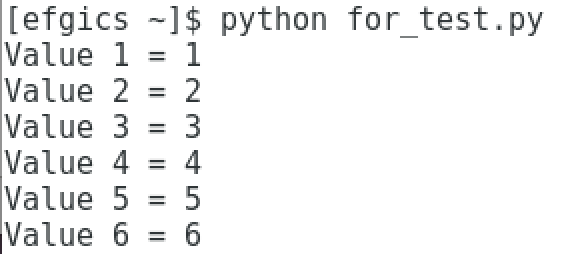 [efgics ~]$ python for_test.py
Value 1 = 1
Value 2 = 2
Value 3 = 3
Value 4 = 4
Value 5 = 5
Value 6 = 6